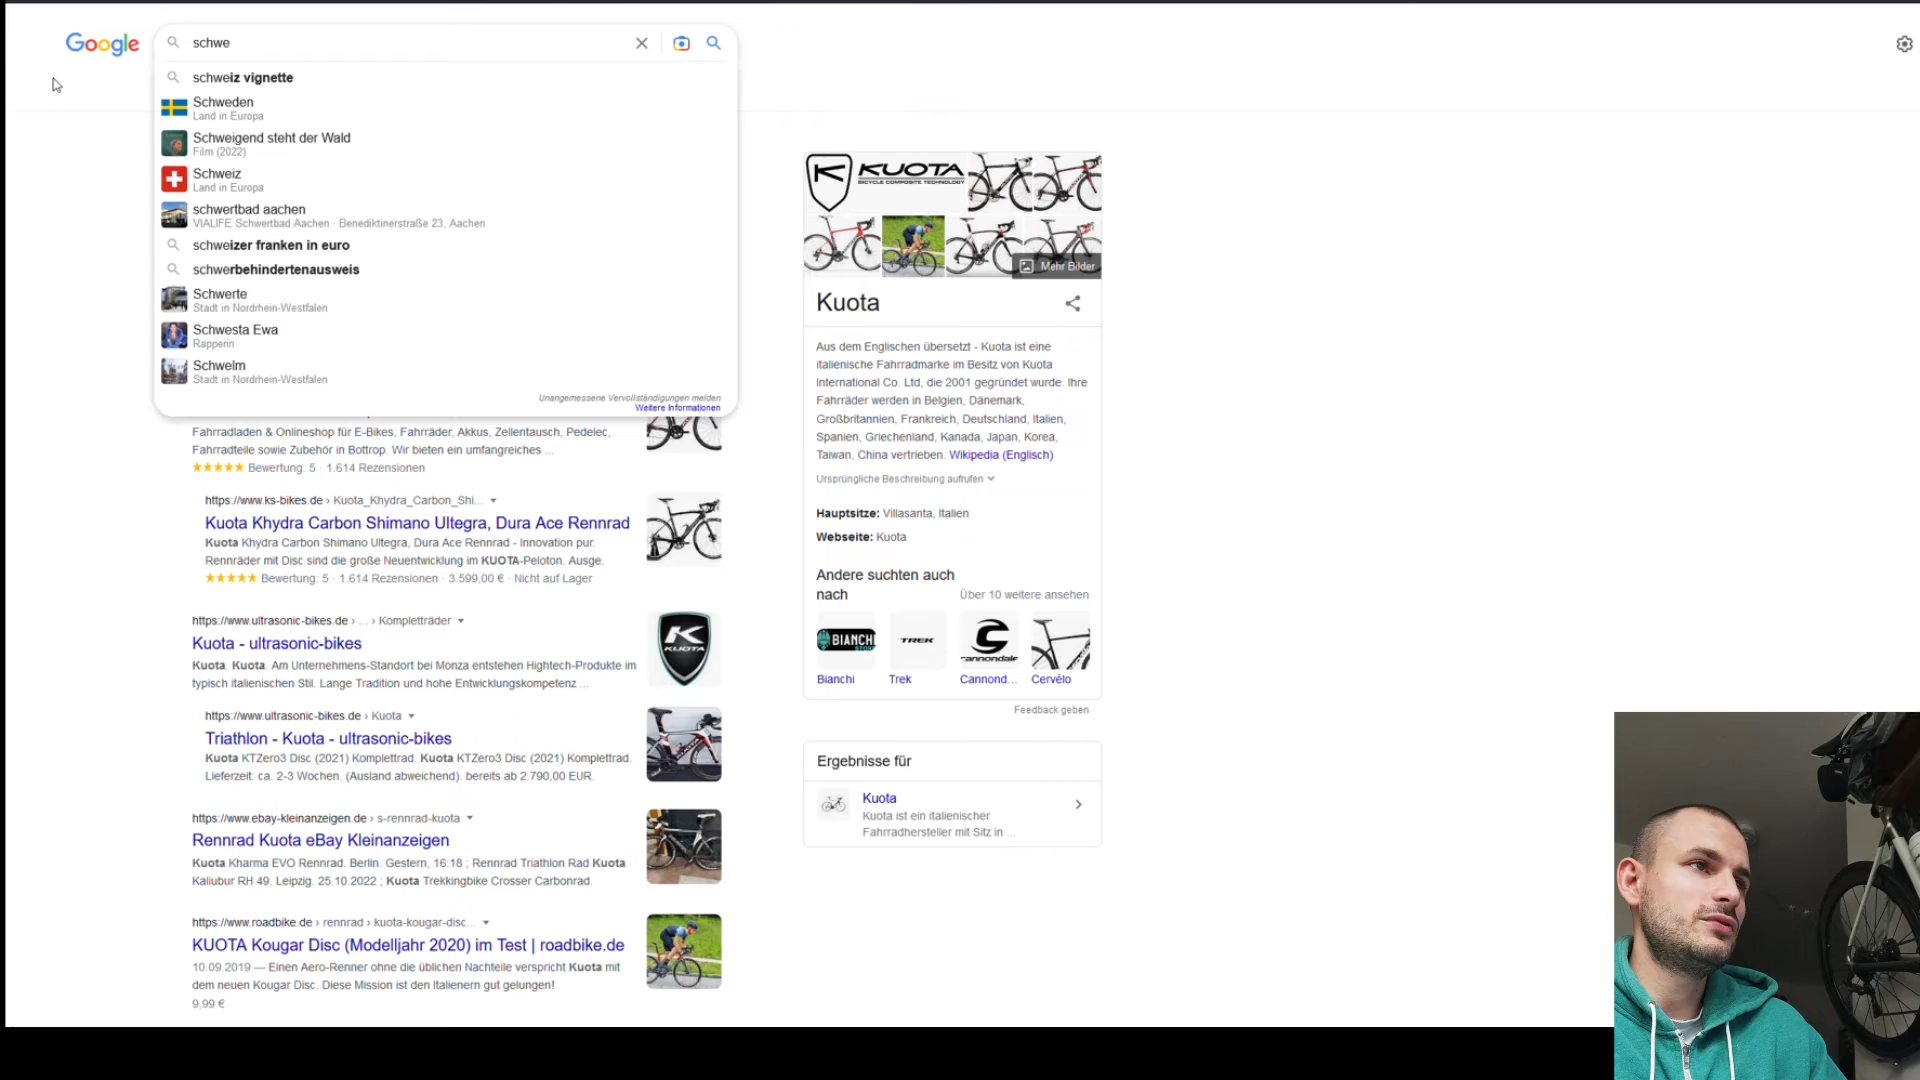 Google
schwe
schweiz vignette
Schweden
Land in Europa
Schweigend steht der Wald
Film (2022)
Schweiz
Land in Europa
schwertbad aachen
VIALIFE Schwertbad Aachen · Benediktinerstraße 23, Aachen
schweizer franken in euro
schwerbehindertenausweis
Schwerte
Stadt in Nordrhein-Westfalen
Schwesta Ewa
Rapperin
Schwelm
Stadt in Nordrhein-Westfalen
Unangemessene Vervollständigungen melden
Weitere Informationen
Fahrradladen & Onlineshop für E-Bikes, Fahrräder, Akkus, Zellentausch, Pedelec,
Fahrradteile sowie Zubehör in Bottrop. Wir bieten ein umfangreiches ...
Bewertung: 5 · 1.614 Rezensionen
https://www.ks-bikes.de › Kuota_Khydra_Carbon_Shi...
Kuota Khydra Carbon Shimano Ultegra, Dura Ace Rennrad
Kuota Khydra Carbon Shimano Ultegra, Dura Ace Rennrad - Innovation pur.
Rennräder mit Disc sind die große Neuentwicklung im KUOTA-Peloton. Ausge.
Bewertung: 5 · 1.614 Rezensionen · 3.599,00 € · Nicht auf Lager
https://www.ultrasonic-bikes.de › ... › Kompletträder
Kuota - ultrasonic-bikes
Kuota. Kuota. Am Unternehmens-Standort bei Monza entstehen Hightech-Produkte im
typisch italienischen Stil. Lange Tradition und hohe Entwicklungskompetenz ...
KUOTA
https://www.ultrasonic-bikes.de › Kuota
Triathlon - Kuota - ultrasonic-bikes
Kuota KTZero3 Disc (2021) Komplettrad. Kuota KTZero3 Disc (2021) Komplettrad.
Lieferzeit: ca. 2-3 Wochen. (Ausland abweichend). bereits ab 2.790,00 EUR.
https://www.ebay-kleinanzeigen.de › s-rennrad-kuota
Rennrad Kuota eBay Kleinanzeigen
Kuota Kharma EVO Rennrad. Berlin. Gestern, 16:18 ; Rennrad Triathlon Rad Kuota
Kaliubur RH 49. Leipzig. 25.10.2022 ; Kuota Trekkingbike Crosser Carbonrad.
https://www.roadbike.de › rennrad › kuota-kougar-disc...
KUOTA Kougar Disc (Modelljahr 2020) im Test | roadbike.de
10.09.2019 — Einen Aero-Renner ohne die üblichen Nachteile verspricht Kuota mit
dem neuen Kougar Disc. Diese Mission ist den Italienern gut gelungen!
9,99 €
KUOTA
BICYCLE COMPOSITE TECHNOLOGY
Mehr Bilder
Kuota
Aus dem Englischen übersetzt - Kuota ist eine
italienische Fahrradmarke im Besitz von Kuota
International Co. Ltd, die 2001 gegründet wurde. Ihre
Fahrräder werden in Belgien, Dänemark,
Großbritannien, Frankreich, Deutschland, Italien,
Spanien, Griechenland, Kanada, Japan, Korea,
Taiwan, China vertrieben. Wikipedia (Englisch)
Ursprüngliche Beschreibung aufrufen
Hauptsitze: Villasanta, Italien
Webseite: Kuota
Andere suchten auch
nach
Über 10 weitere ansehen
BIANCHI
STORE
TREK
cannondale
Bianchi
Trek
Cannond...
Cervélo
Feedback geben
Ergebnisse für
Kuota
Kuota ist ein italienischer
Fahrradhersteller mit Sitz in ...